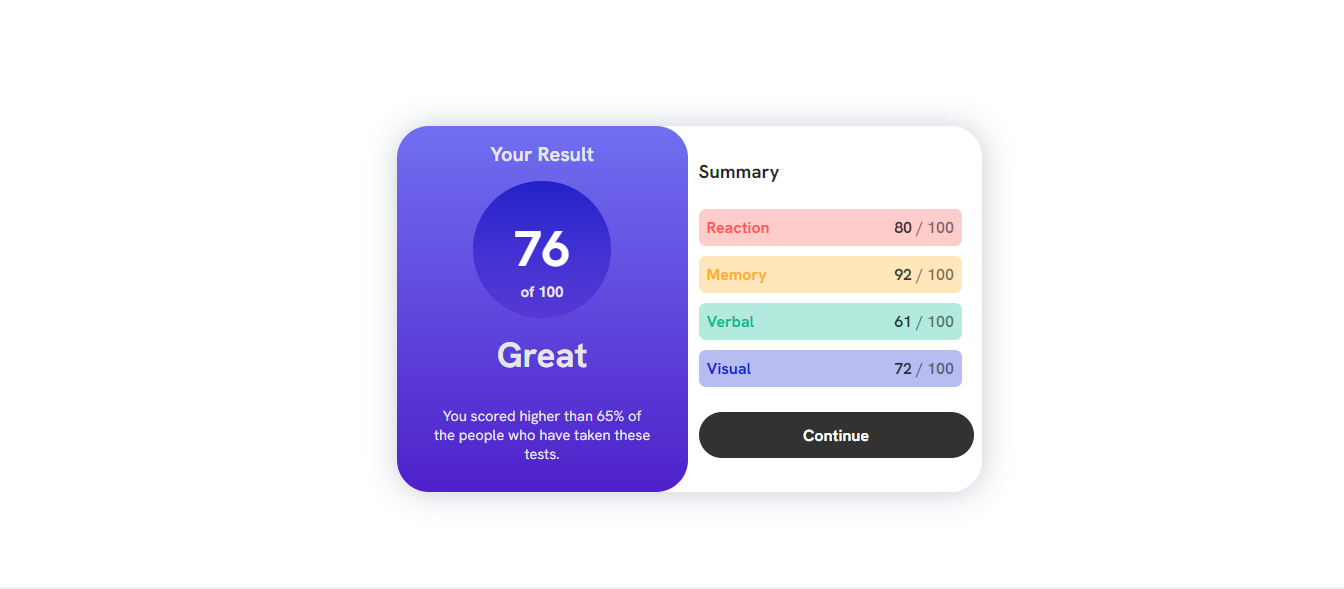 Your Result
76
of 100
Great
You scored higher than 65% of
the people who have taken these
tests.
Summary
Reaction 80 / 100
Memory 92 / 100
Verbal 61 / 100
Visual 72 / 100
Continue